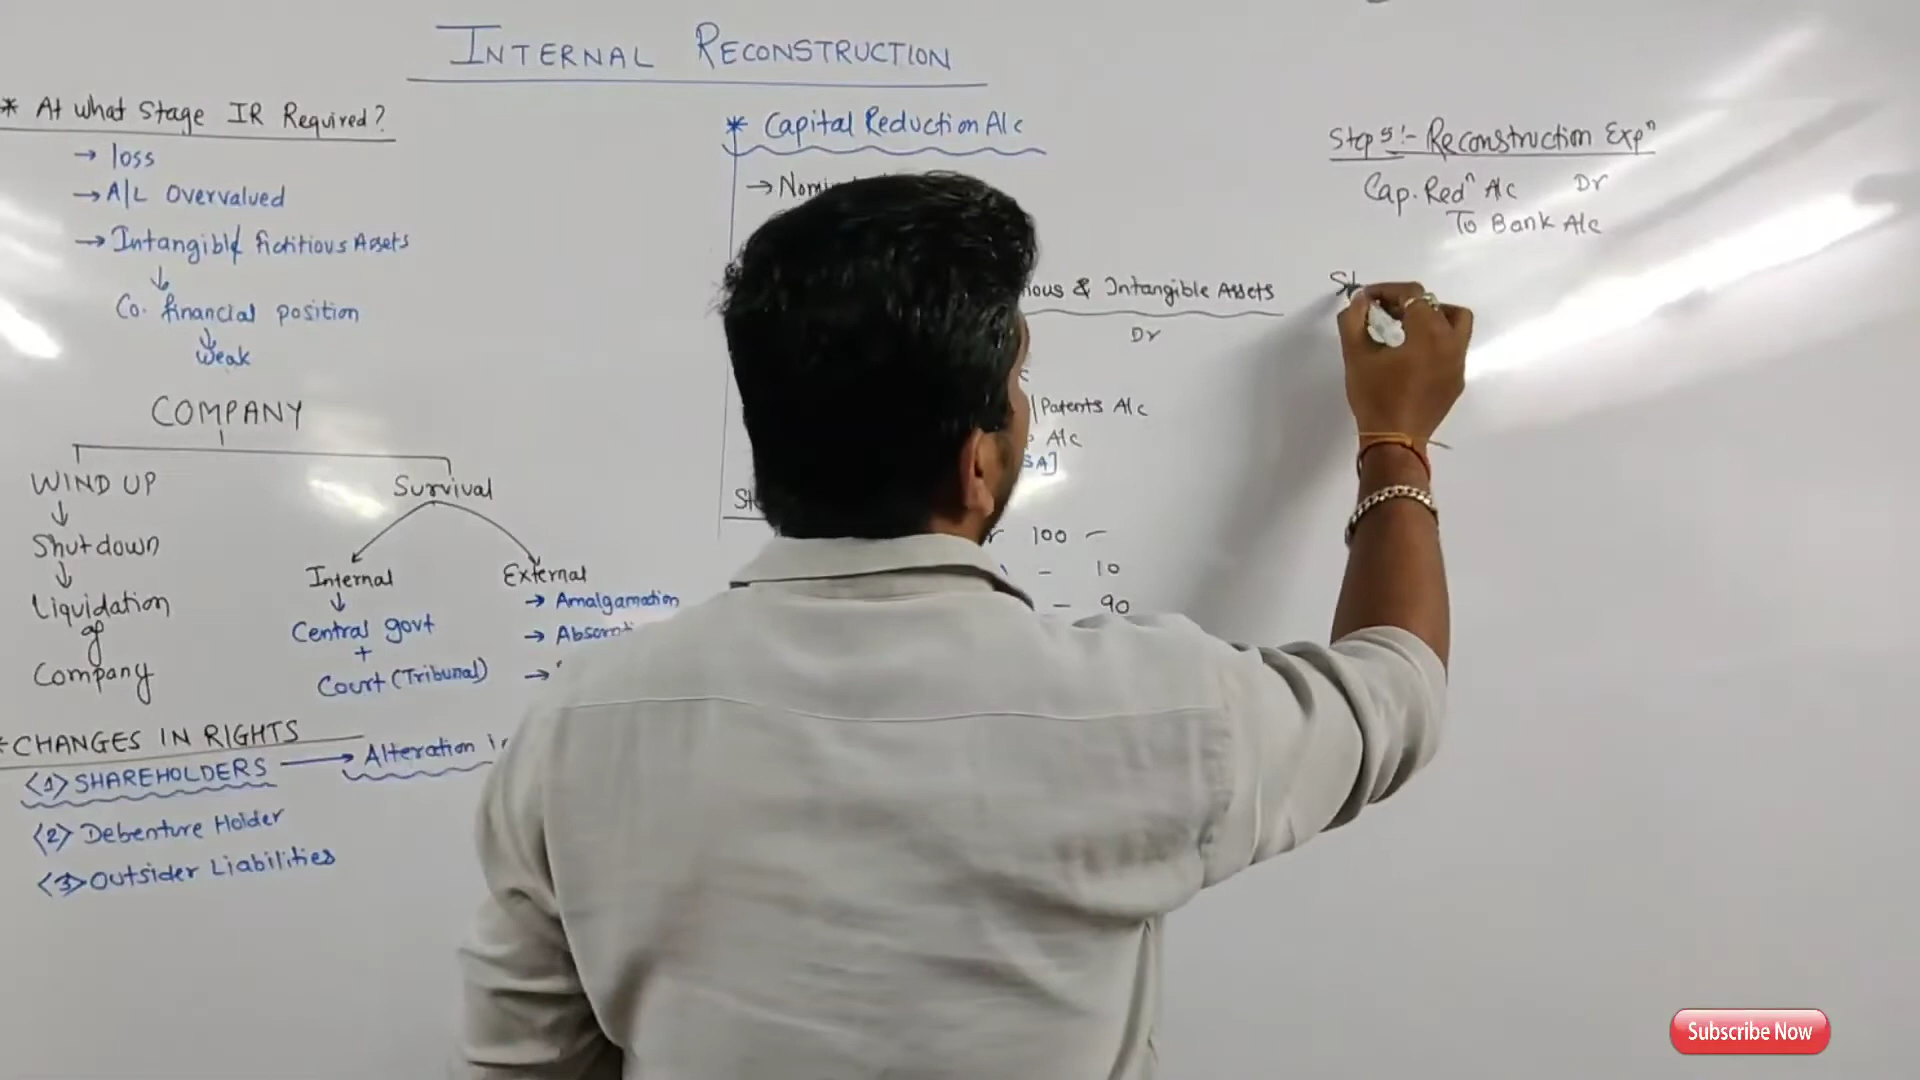 INTERNAL RECONSTRUCTION
* At what Stage IR Required?
→ loss
→ A/L Overvalued
→ Intangible fictitious Assets
↓
Co. financial position
↓
Weak
COMPANY
WIND UP
↓
Shutdown
↓
Liquidation
of
Company
Survival
Internal
↓
Central govt
+
Court (Tribunal)
External
→ Amalgamation
→
→
* CHANGES IN RIGHTS
<1> SHAREHOLDERS → Alteration
<2> Debenture Holder
<3> Outsider Liabilities
* Capital Reduction A/c
→
& Intangible Assets
Dr
Patents A/c
A/c
100 —
— 10
— 90
Step 5:- Reconstruction Expⁿ
Cap. Redⁿ A/c Dr
To Bank A/c
St
Subscribe Now